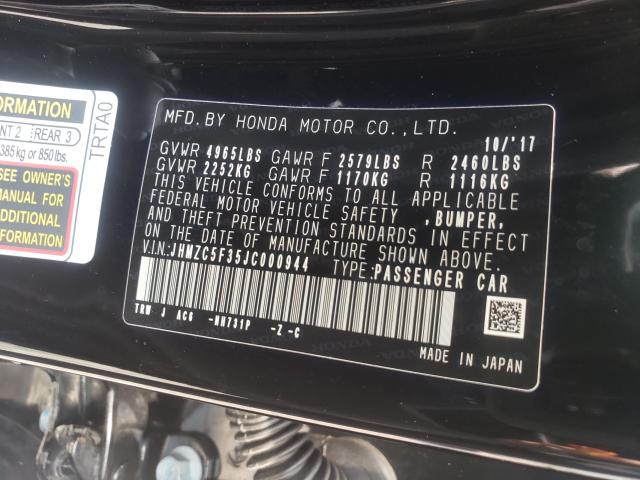 ORMATION
NT 2 REAR 3
385 kg or 850 lbs.
SEE OWNER'S
MANUAL FOR
ADDITIONAL
NFORMATION
TRTA0
MFD.BY HONDA MOTOR CO.,LTD.
10/'17
GVWR 4965LBS GAWR F 2579LBS R 2460LBS
GVWR 2252KG GAWR F 1170KG R 1116KG
THIS VEHICLE CONFORMS TO ALL APPLICABLE
FEDERAL MOTOR VEHICLE SAFETY ,BUMPER,
AND THEFT PREVENTION STANDARDS IN EFFECT
ON THE DATE OF MANUFACTURE SHOWN ABOVE.
V.I.N.:JHMZC5F35JC000944 TYPE:PASSENGER CAR
TRW J AC6 -NH731P -Z -C
MADE IN JAPAN